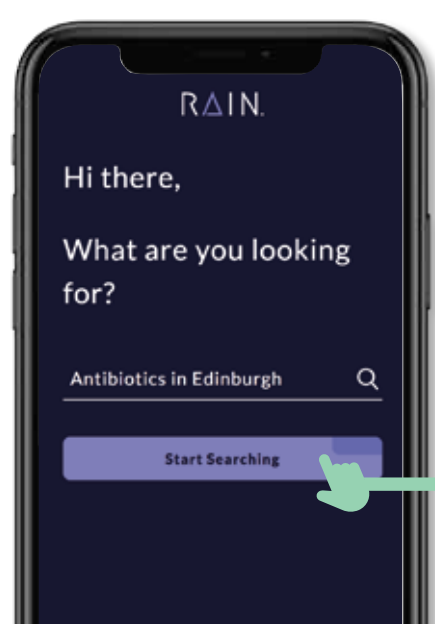 RAIN.
Hi there,
What are you looking
for?
Antibiotics in Edinburgh
Start Searching